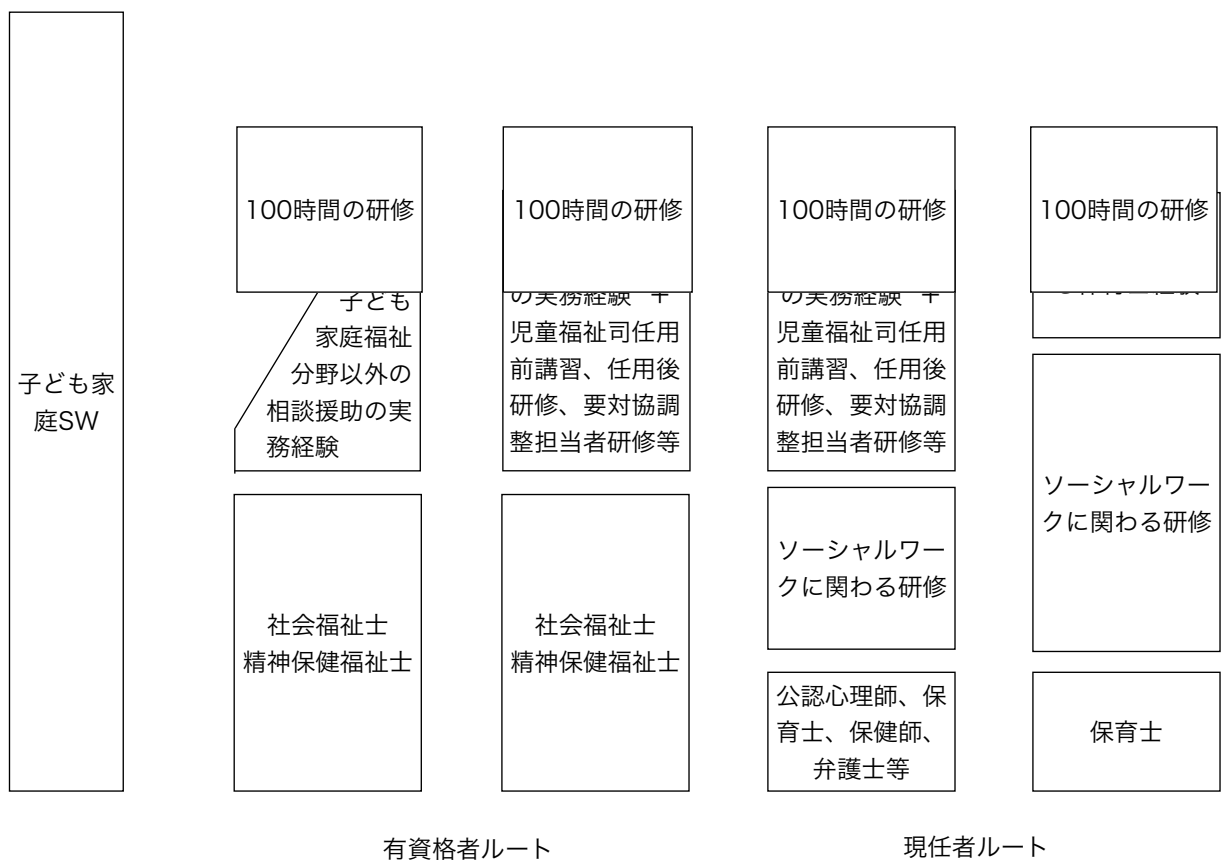 子ども家
庭SW
100時間の研修
子ども
家庭福祉
分野以外の
相談援助の実
務経験
社会福祉士
精神保健福祉士
100時間の研修
の実務経験 +
児童福祉司任用
前講習、任用後
研修、要対協調
整担当者研修等
社会福祉士
精神保健福祉士
100時間の研修
の実務経験 +
児童福祉司任用
前講習、任用後
研修、要対協調
整担当者研修等
ソーシャルワー
クに関わる研修
公認心理師、保
育士、保健師、
弁護士等
100時間の研修
ソーシャルワー
クに関わる研修
保育士
有資格者ルート
現任者ルート